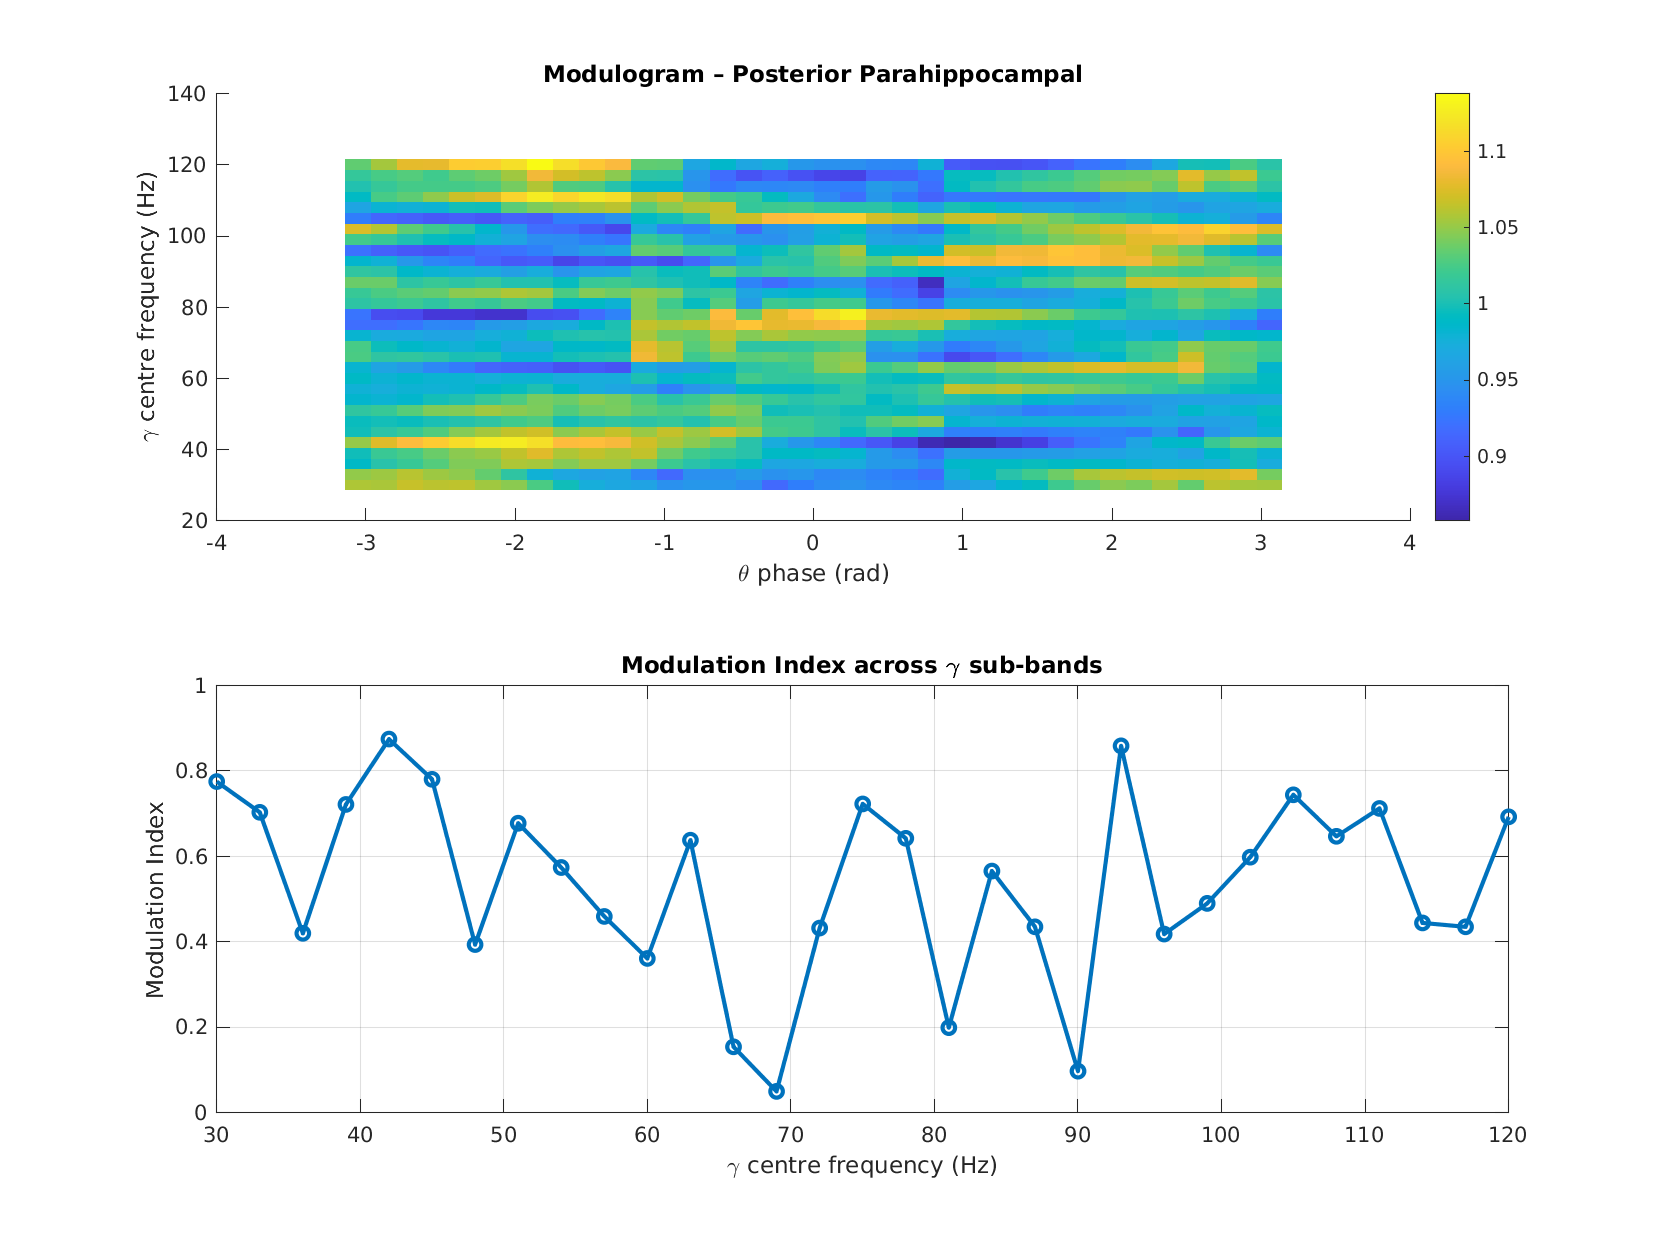 Modulogram – Posterior Parahippocampal
140
120
100
80
60
40
20
γ centre frequency (Hz)
-4 -3 -2 -1 0 1 2 3 4
θ phase (rad)
1.1
1.05
1
0.95
0.9
Modulation Index across γ sub-bands
1
0.8
0.6
0.4
0.2
0
Modulation Index
30 40 50 60 70 80 90 100 110 120
γ centre frequency (Hz)